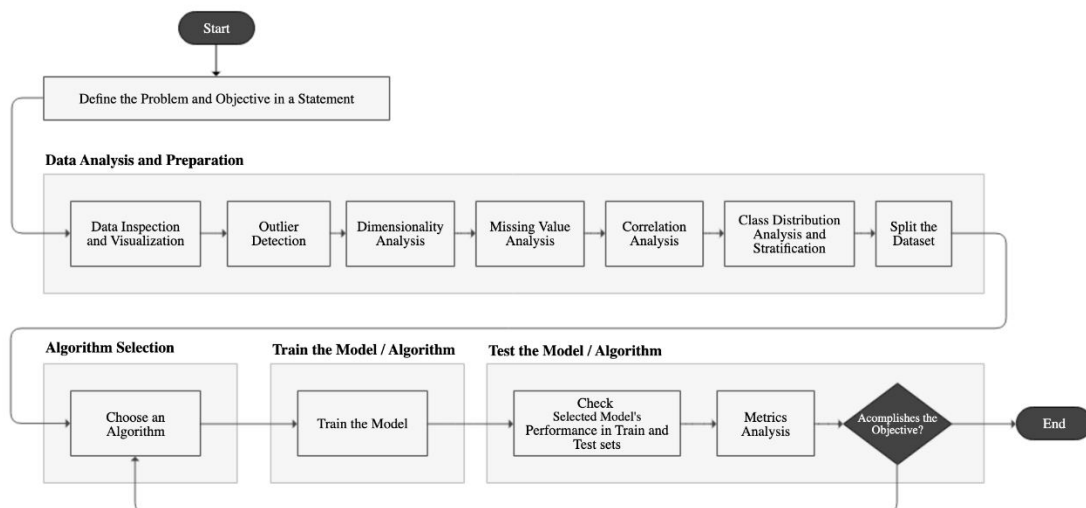 Start
Define the Problem and Objective in a Statement
Data Analysis and Preparation
Data Inspection
and Visualization
Outlier
Detection
Dimensionality
Analysis
Missing Value
Analysis
Correlation
Analysis
Class Distribution
Analysis and
Stratification
Split the
Dataset
Algorithm Selection
Choose an
Algorithm
Train the Model / Algorithm
Train the Model
Test the Model / Algorithm
Check
Selected Model's
Performance in Train and
Test sets
Metrics
Analysis
Acomplishes the
Objective?
End